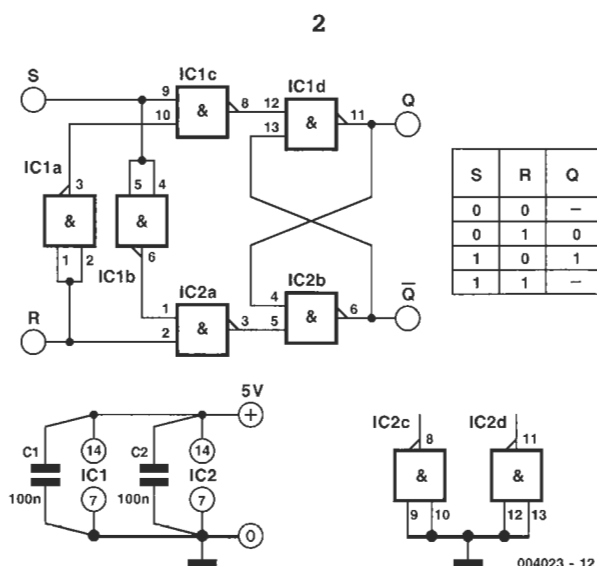 2
S
IC1c
IC1d
9
10
&
8
12
13
&
11
Q
IC1a
3
&
1
2
5
4
&
6
IC1b
IC2a
1
2
&
3
IC2b
4
5
&
6
Q̅
R
S R Q
0 0 –
0 1 0
1 0 1
1 1 –
5V
+
C1
100n
14
IC1
7
C2
100n
14
IC2
7
0
IC2c
8
&
9 10
IC2d
11
&
12 13
004023 - 12